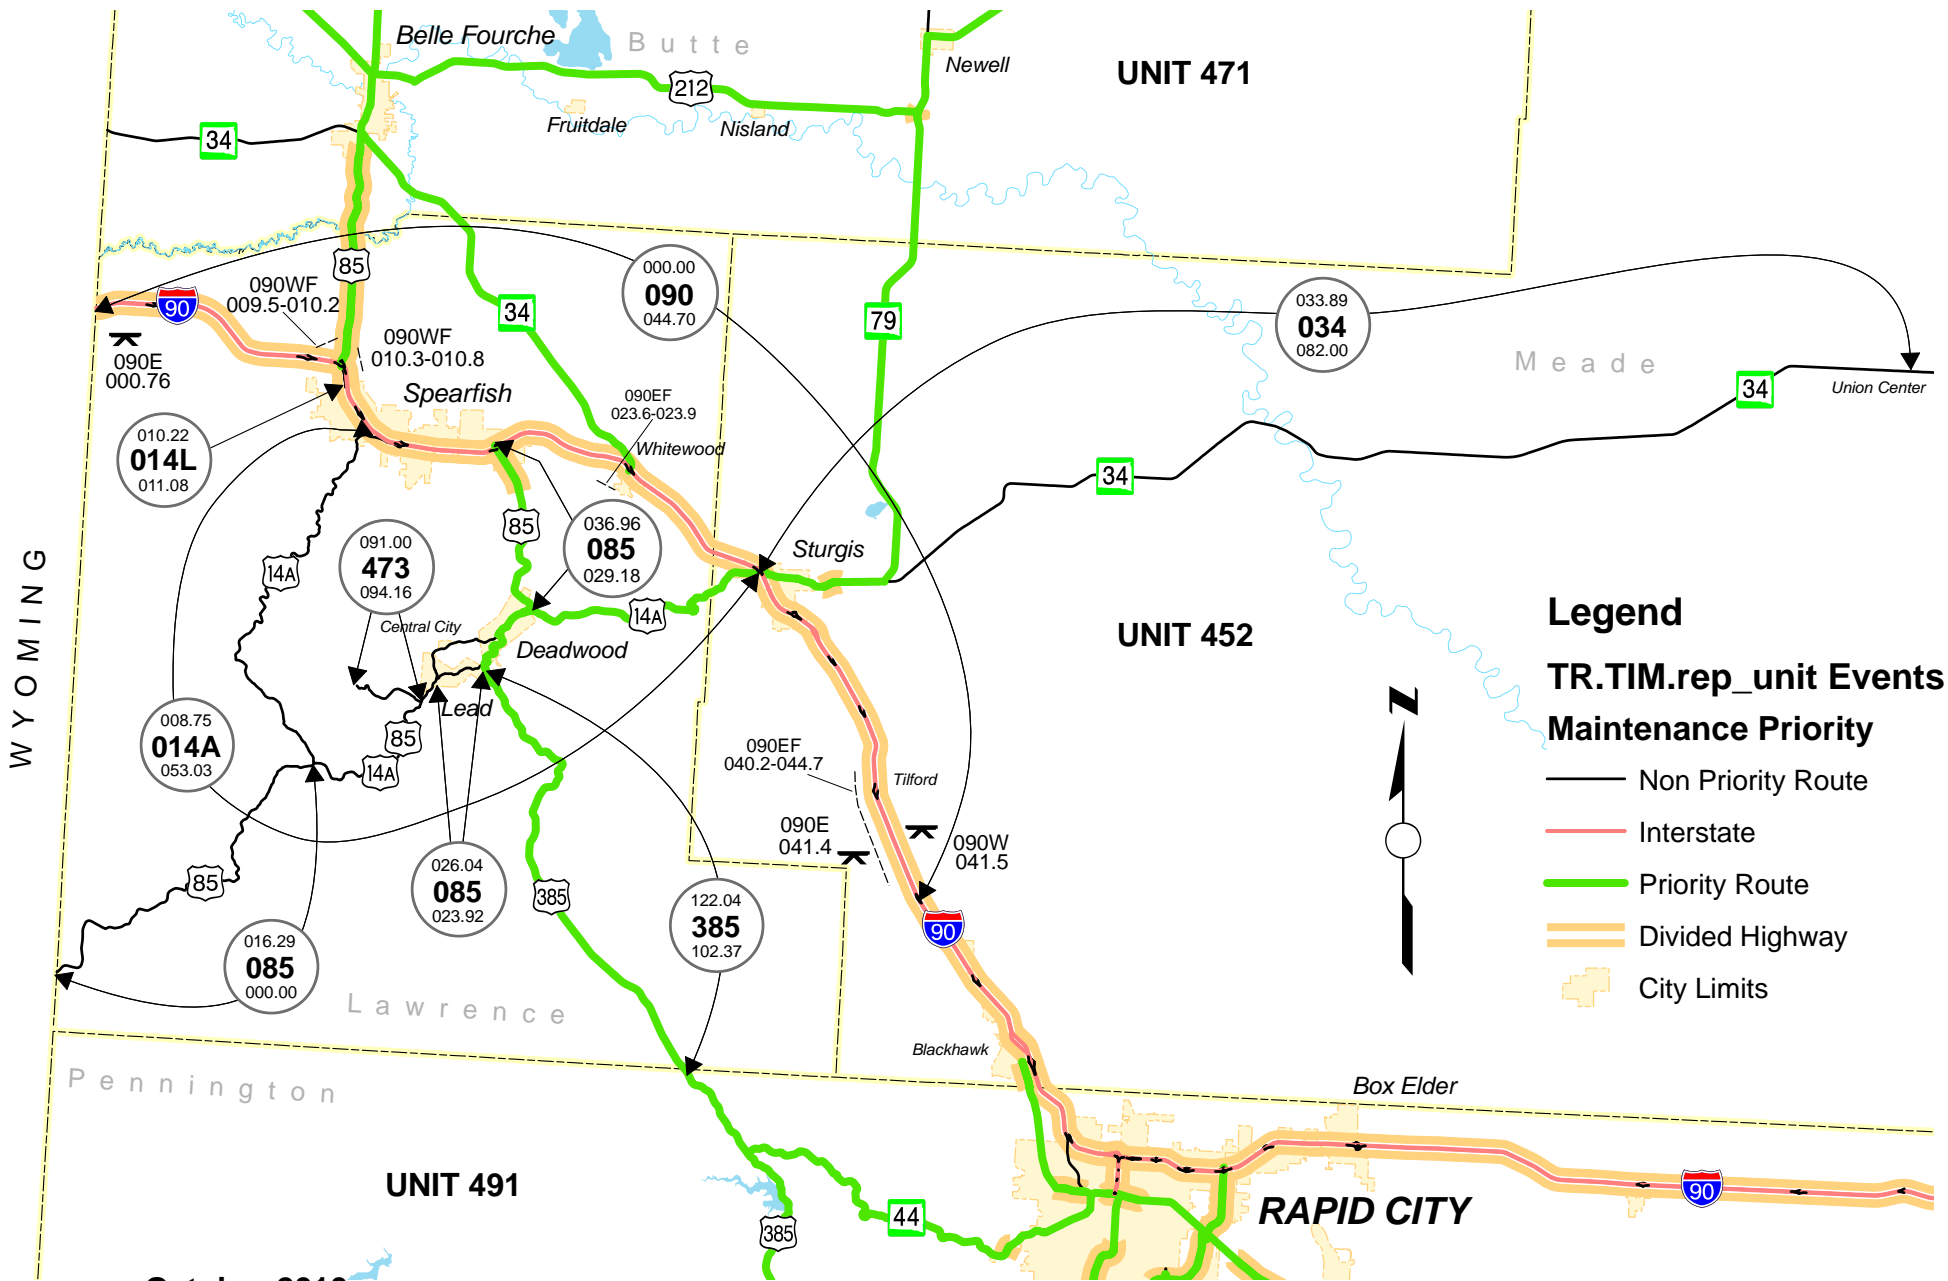 Belle Fourche
Butte
Newell
UNIT 471
212
Fruitdale
Nisland
34
85
090WF
009.5-010.2
000.00
090
044.70
033.89
034
082.00
90
34
79
090E
000.76
090WF
010.3-010.8
Meade
34
Union Center
Spearfish
090EF
023.6-023.9
Whitewood
010.22
014L
011.08
34
85
036.96
085
029.18
Sturgis
091.00
473
094.16
14A
14A
WYOMING
Central City
Deadwood
UNIT 452
Legend
TR.TIM.rep_unit Events
Maintenance Priority
Non Priority Route
Interstate
Priority Route
Divided Highway
City Limits
N
Lead
008.75
014A
053.03
85
14A
090EF
040.2-044.7
Tilford
090E
041.4
090W
041.5
85
026.04
085
023.92
385
122.04
385
102.37
90
016.29
085
000.00
Lawrence
Blackhawk
Pennington
Box Elder
UNIT 491
44
385
RAPID CITY
90